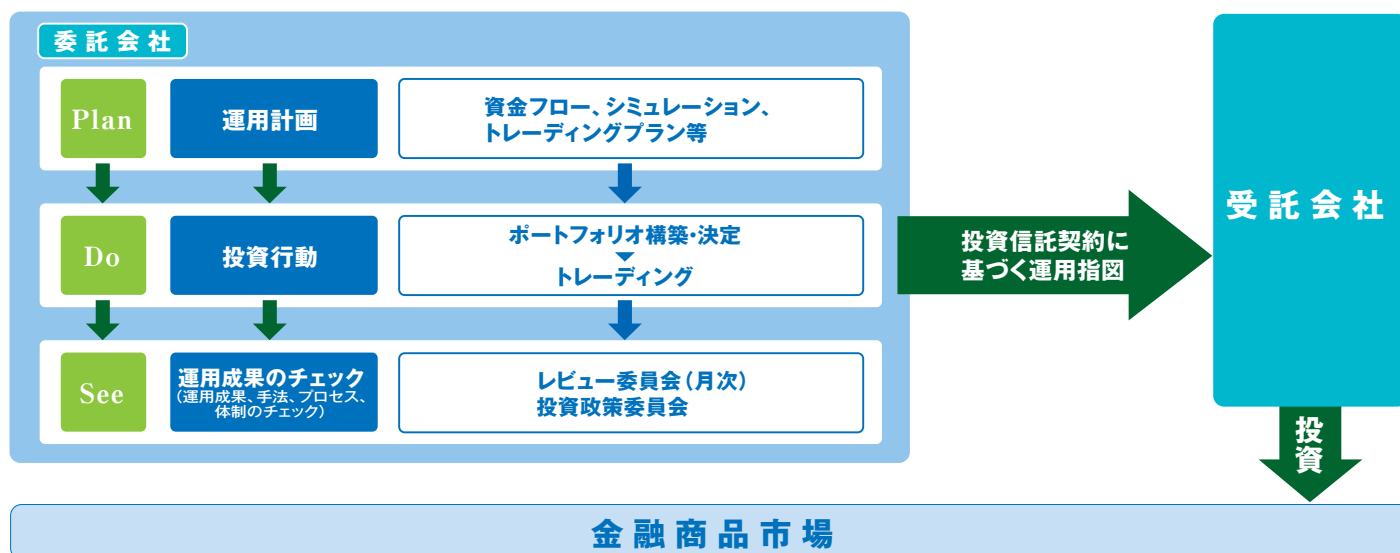 委託会社
Plan
運用計画
資金フロー、シミュレーション、
トレーディングプラン等
Do
投資行動
ポートフォリオ構築・決定
トレーディング
See
運用成果のチェック
(運用成果、手法、プロセス、
体制のチェック)
レビュー委員会(月次)
投資政策委員会
投資信託契約に
基づく運用指図
受託会社
投資
金融商品市場